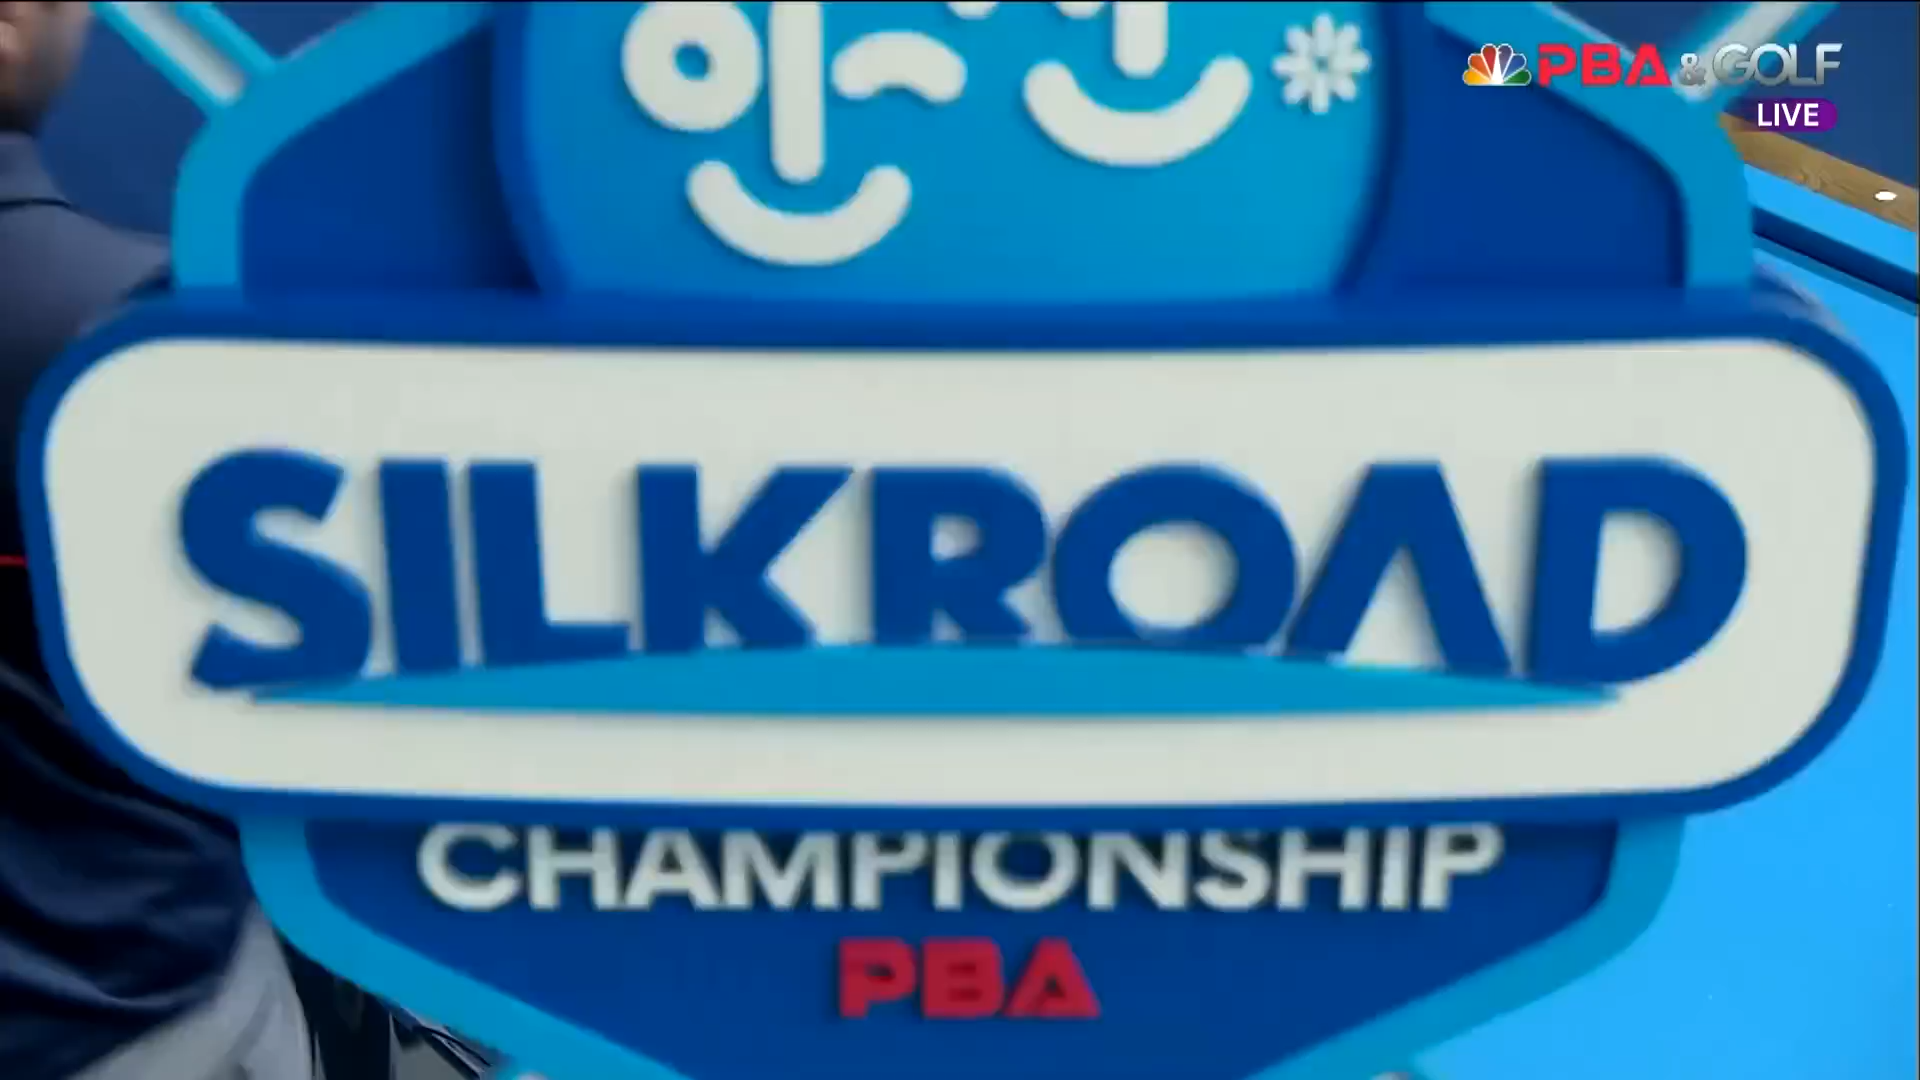 PBA & GOLF
LIVE
SILKROAD
CHAMPIONSHIP
PBA